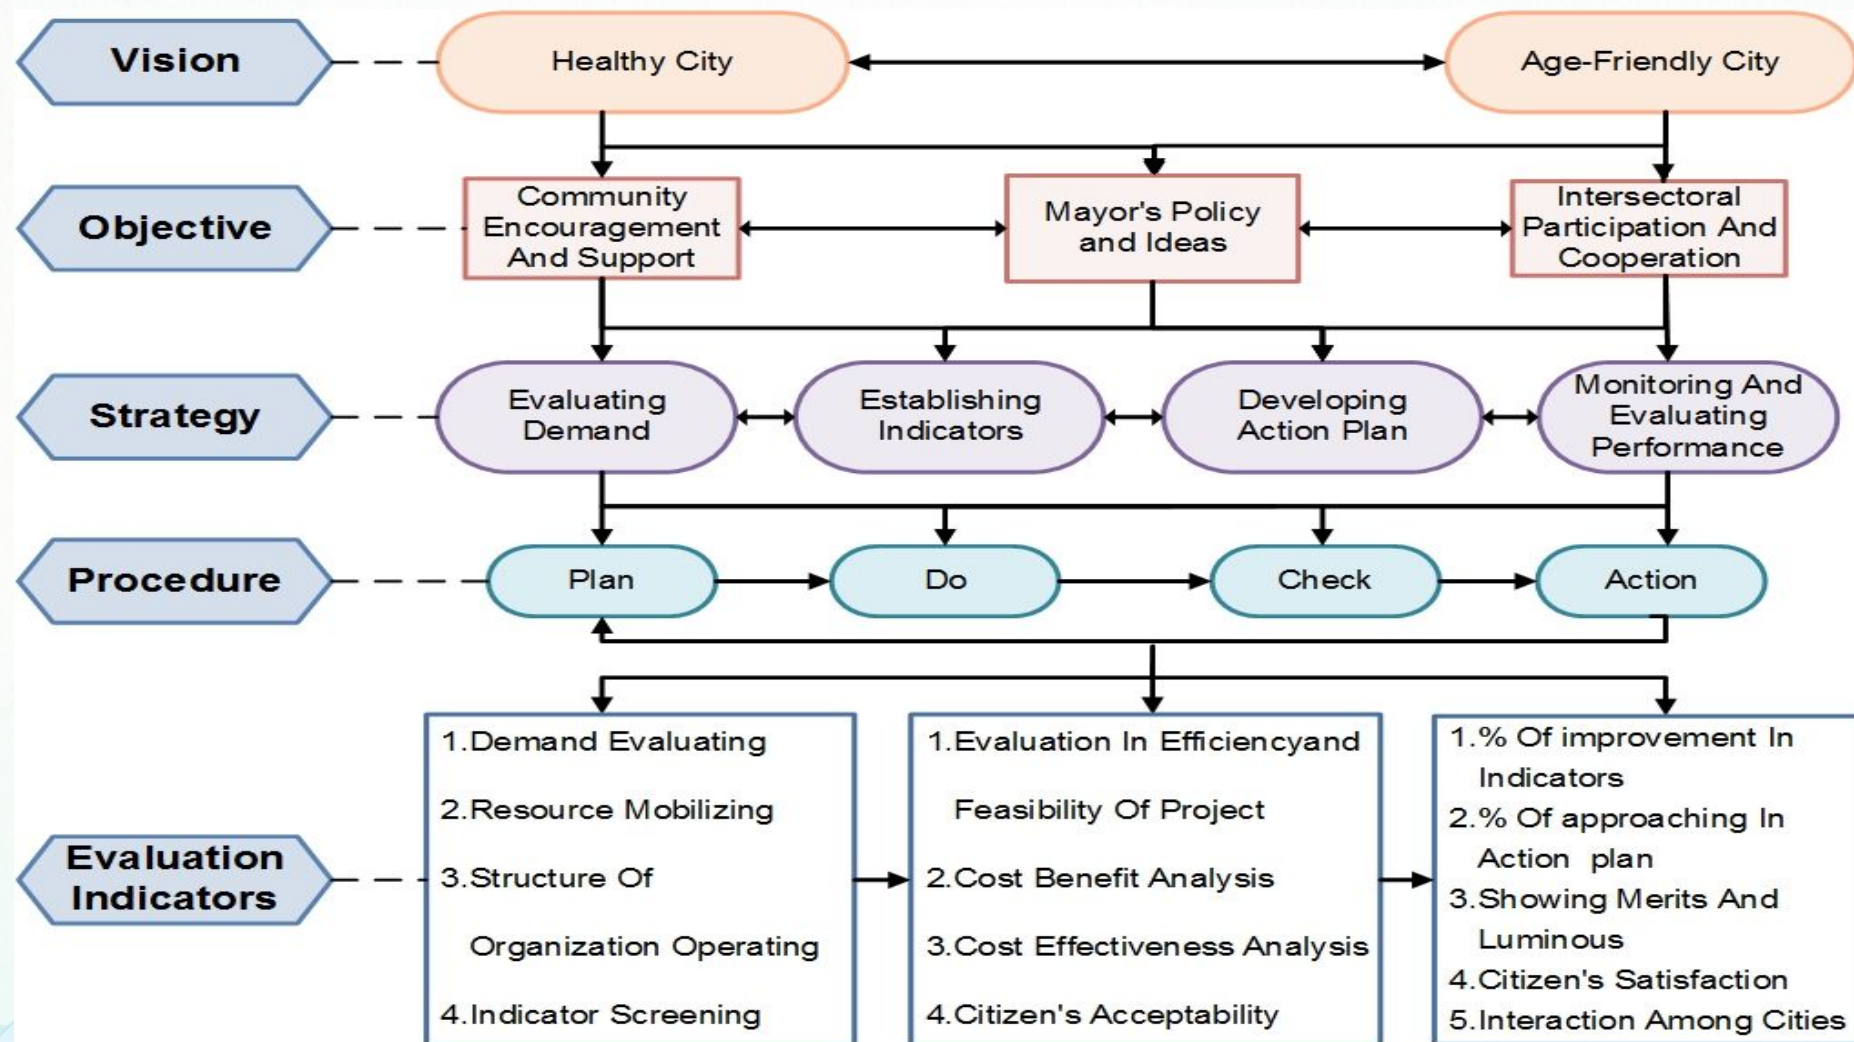 Vision
Healthy City
Age-Friendly City
Objective
Community
Encouragement
And Support
Mayor's Policy
and Ideas
Intersectoral
Participation And
Cooperation
Strategy
Evaluating
Demand
Establishing
Indicators
Developing
Action Plan
Monitoring And
Evaluating
Performance
Procedure
Plan
Do
Check
Action
Evaluation
Indicators
1.Demand Evaluating
2.Resource Mobilizing
3.Structure Of
Organization Operating
4.Indicator Screening
1.Evaluation In Efficiencyand
Feasibility Of Project
2.Cost Benefit Analysis
3.Cost Effectiveness Analysis
4.Citizen's Acceptability
1.% Of improvement In
Indicators
2.% Of approaching In
Action plan
3.Showing Merits And
Luminous
4.Citizen's Satisfaction
5.Interaction Among Cities